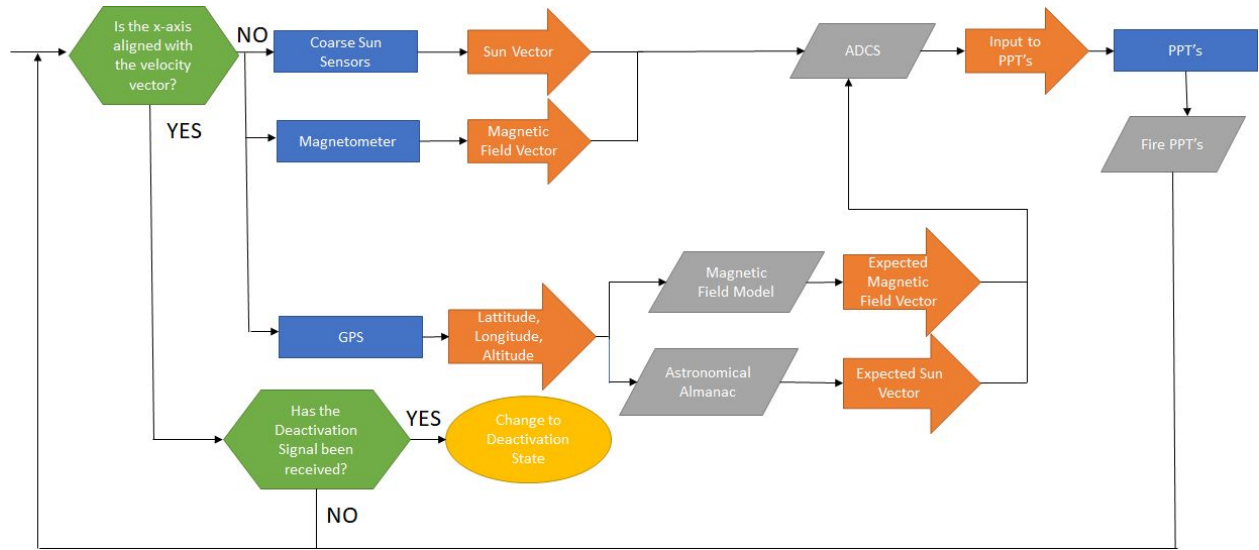 Is the x-axis
aligned with
the velocity
vector?
NO
Coarse Sun
Sensors
Sun Vector
ADCS
Input to
PPT's
PPT's
YES
Magnetometer
Magnetic
Field Vector
Fire PPT's
GPS
Lattitude,
Longitude,
Altitude
Magnetic
Field Model
Expected
Magnetic
Field Vector
Astronomical
Almanac
Expected Sun
Vector
Has the
Deactivation
Signal been
received?
YES
Change to
Deactivation
State
NO